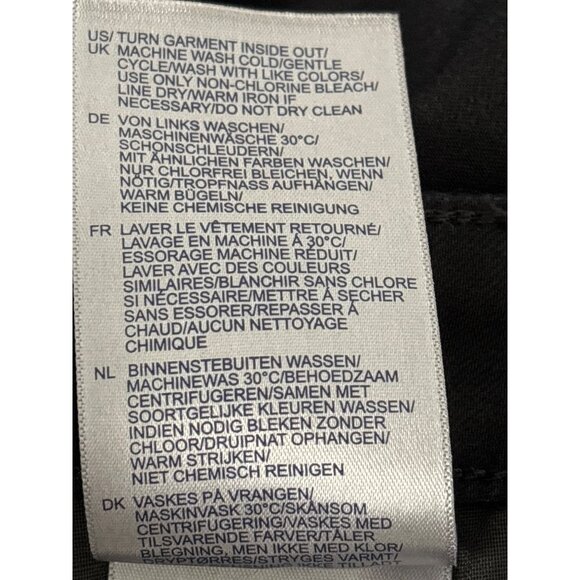 US/ TURN GARMENT INSIDE OUT/
UK MACHINE WASH COLD/GENTLE
CYCLE/WASH WITH LIKE COLORS/
USE ONLY NON-CHLORINE BLEACH/
LINE DRY/WARM IRON IF
NECESSARY/DO NOT DRY CLEAN
DE VON LINKS WASCHEN/
MASCHINENWÄSCHE 30°C/
SCHONSCHLEUDERN/
MIT ÄHNLICHEN FARBEN WASCHEN/
NUR CHLORFREI BLEICHEN, WENN
NÖTIG/TROPFNASS AUFHÄNGEN/
WARM BÜGELN/
KEINE CHEMISCHE REINIGUNG
FR LAVER LE VÊTEMENT RETOURNÉ/
LAVAGE EN MACHINE À 30°C/
ESSORAGE MACHINE RÉDUIT/
LAVER AVEC DES COULEURS
SIMILAIRES/BLANCHIR SANS CHLORE
SI NÉCESSAIRE/METTRE À SECHER
SANS ESSORER/REPASSER À
CHAUD/AUCUN NETTOYAGE
CHIMIQUE
NL BINNENSTEBUITEN WASSEN/
MACHINEWAS 30°C/BEHOEDZAAM
CENTRIFUGEREN/SAMEN MET
SOORTGELIJKE KLEUREN WASSEN/
INDIEN NODIG BLEKEN ZONDER
CHLOOR/DRUIPNAT OPHANGEN/
WARM STRIJKEN/
NIET CHEMISCH REINIGEN
DK VASKES PÅ VRANGEN/
MASKINVASK 30°C/SKÅNSOM
CENTRIFUGERING/VASKES MED
TILSVARENDE FARVER/TÅLER
BLEGNING, MEN IKKE MED KLOR/
DRYPTØRRES/STRYGES VARMT/